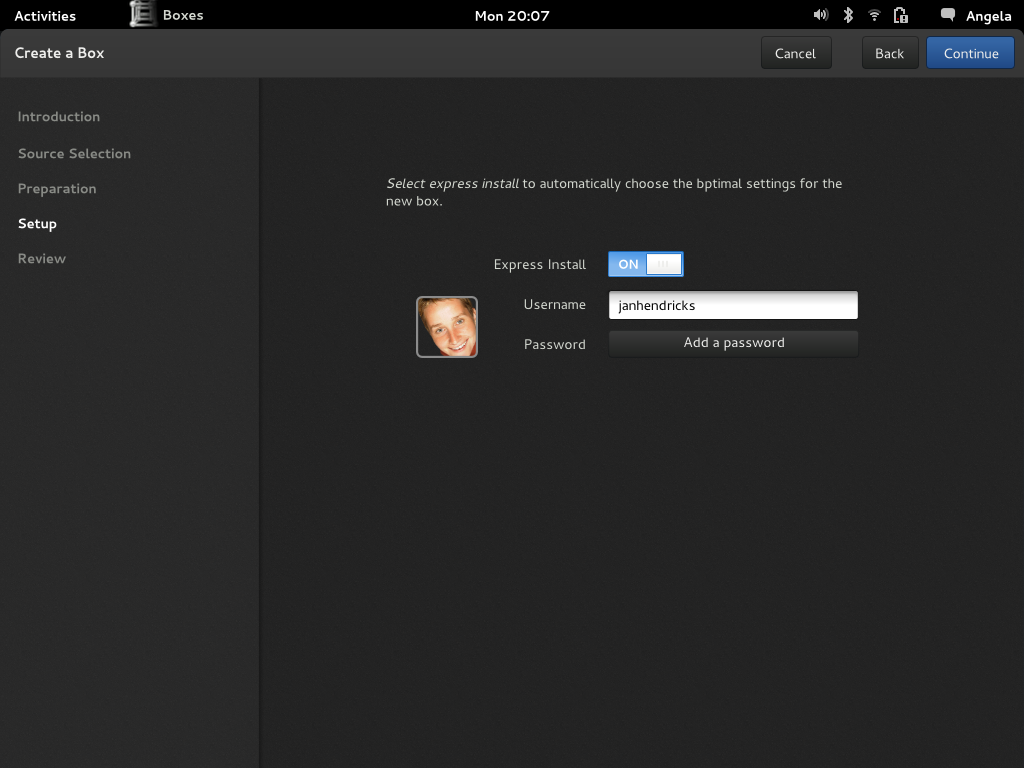 Activities Boxes Mon 20:07 Angela
Create a Box Cancel Back Continue
Introduction
Source Selection
Preparation
Setup
Review
Select express install to automatically choose the bptimal settings for the
new box.
Express Install ON
Username janhendricks
Password Add a password